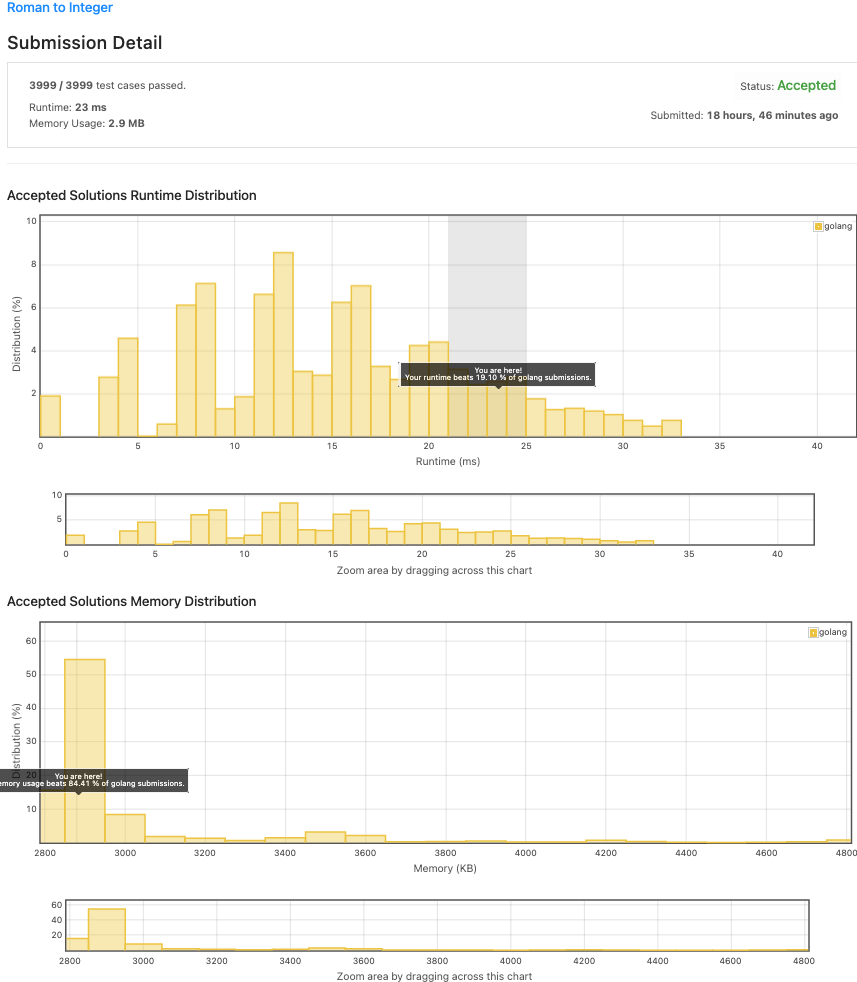 Roman to Integer
Submission Detail
3999 / 3999 test cases passed.
Status: Accepted
Runtime: 23 ms
Memory Usage: 2.9 MB
Submitted: 18 hours, 46 minutes ago
Accepted Solutions Runtime Distribution
10
8
6
4
2
Distribution (%)
golang
You are here!
Your runtime beats 19.10 % of golang submissions.
0 5 10 15 20 25 30 35 40
Runtime (ms)
10
5
0 5 10 15 20 25 30 35 40
Zoom area by dragging across this chart
Accepted Solutions Memory Distribution
60
50
40
30
20
10
Distribution (%)
golang
You are here!
emory usage beats 84.41 % of golang submissions.
2800 3000 3200 3400 3600 3800 4000 4200 4400 4600 4800
Memory (KB)
60
40
20
2800 3000 3200 3400 3600 3800 4000 4200 4400 4600 4800
Zoom area by dragging across this chart